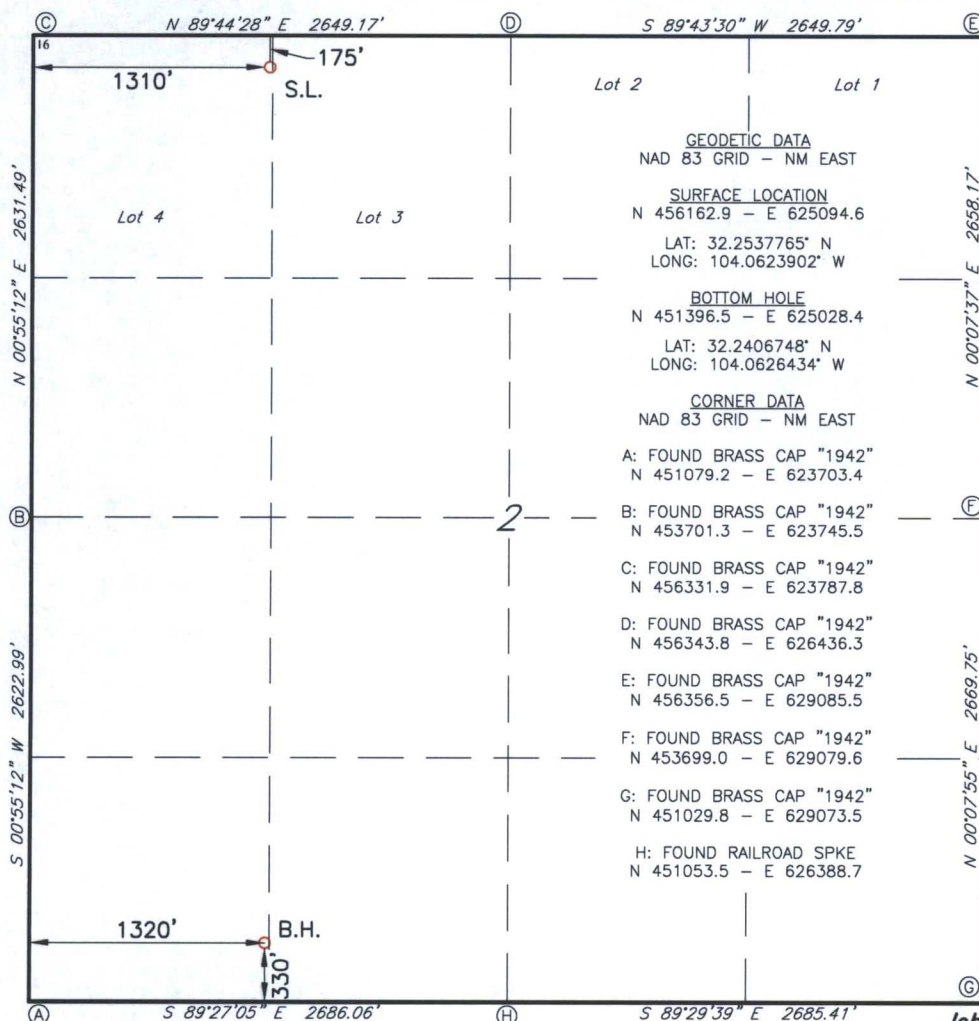 C
N 89°44'28" E 2649.17'
D
S 89°43'30" W 2649.79'
E
16
175'
1310'
S.L.
Lot 2
Lot 1
N 00°55'12" E 2631.49'
Lot 4
Lot 3
N 00°07'37" E 2658.17'
GEODETIC DATA
NAD 83 GRID – NM EAST
SURFACE LOCATION
N 456162.9 – E 625094.6
LAT: 32.2537765° N
LONG: 104.0623902° W
BOTTOM HOLE
N 451396.5 – E 625028.4
LAT: 32.2406748° N
LONG: 104.0626434° W
CORNER DATA
NAD 83 GRID – NM EAST
A: FOUND BRASS CAP "1942"
N 451079.2 – E 623703.4
B: FOUND BRASS CAP "1942"
N 453701.3 – E 623745.5
C: FOUND BRASS CAP "1942"
N 456331.9 – E 623787.8
D: FOUND BRASS CAP "1942"
N 456343.8 – E 626436.3
E: FOUND BRASS CAP "1942"
N 456356.5 – E 629085.5
F: FOUND BRASS CAP "1942"
N 453699.0 – E 629079.6
G: FOUND BRASS CAP "1942"
N 451029.8 – E 629073.5
H: FOUND RAILROAD SPKE
N 451053.5 – E 626388.7
B
2
F
S 00°55'12" W 2622.99'
N 00°07'55" E 2669.75'
1320'
B.H.
330'
A
S 89°27'05" E 2686.06'
H
S 89°29'39" E 2685.41'
G